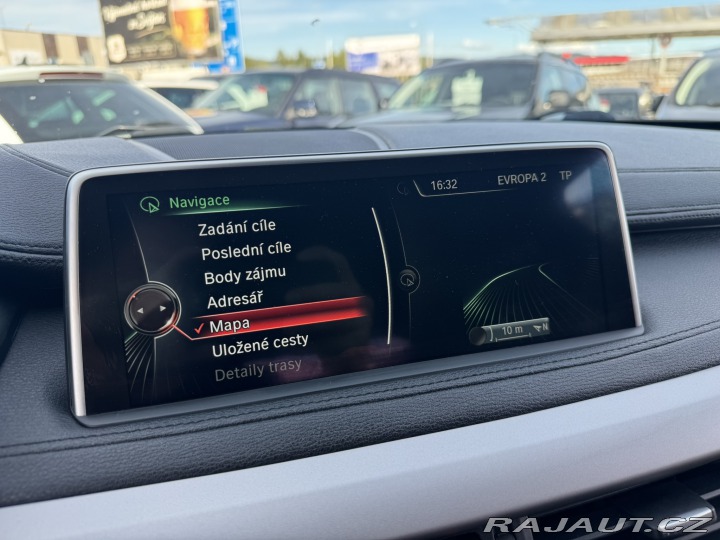 Navigace
16:32 EVROPA 2 TP
Zadání cíle
Poslední cíle
Body zájmu
Adresář
✓ Mapa
Uložené cesty
Detaily trasy
10 m N
RAJAUT.CZ